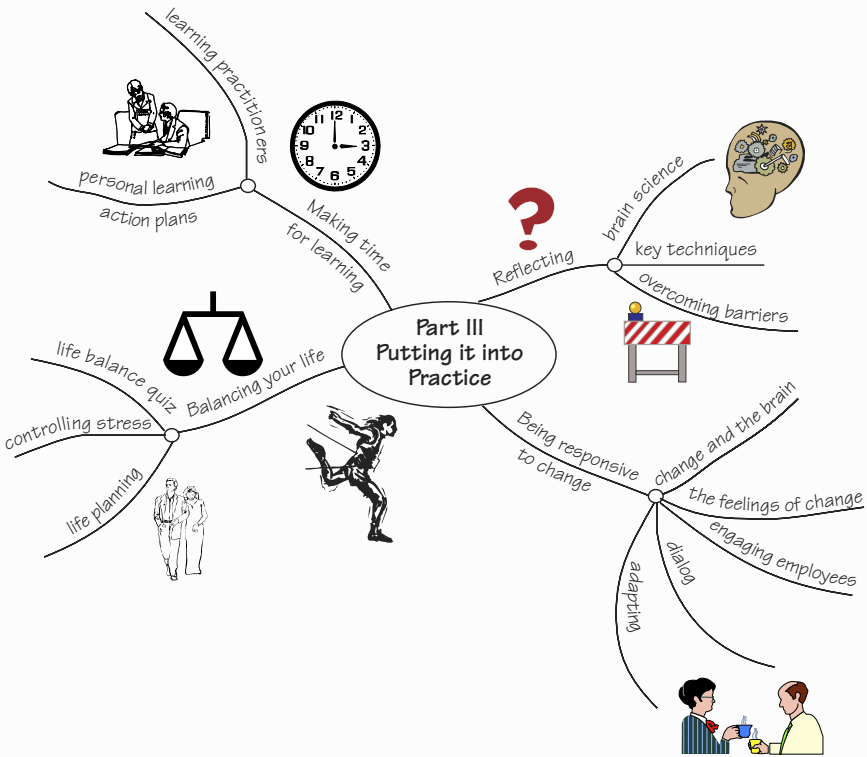 Part III
Putting it into
Practice
Reflecting
brain science
key techniques
overcoming barriers
Being responsive
to change
change and the brain
the feelings of change
engaging employees
dialog
adapting
Balancing your life
life balance quiz
controlling stress
life planning
Making time
for learning
personal learning
action plans
learning practitioners
12
1
2
3
4
5
6
7
8
9
10
11
?